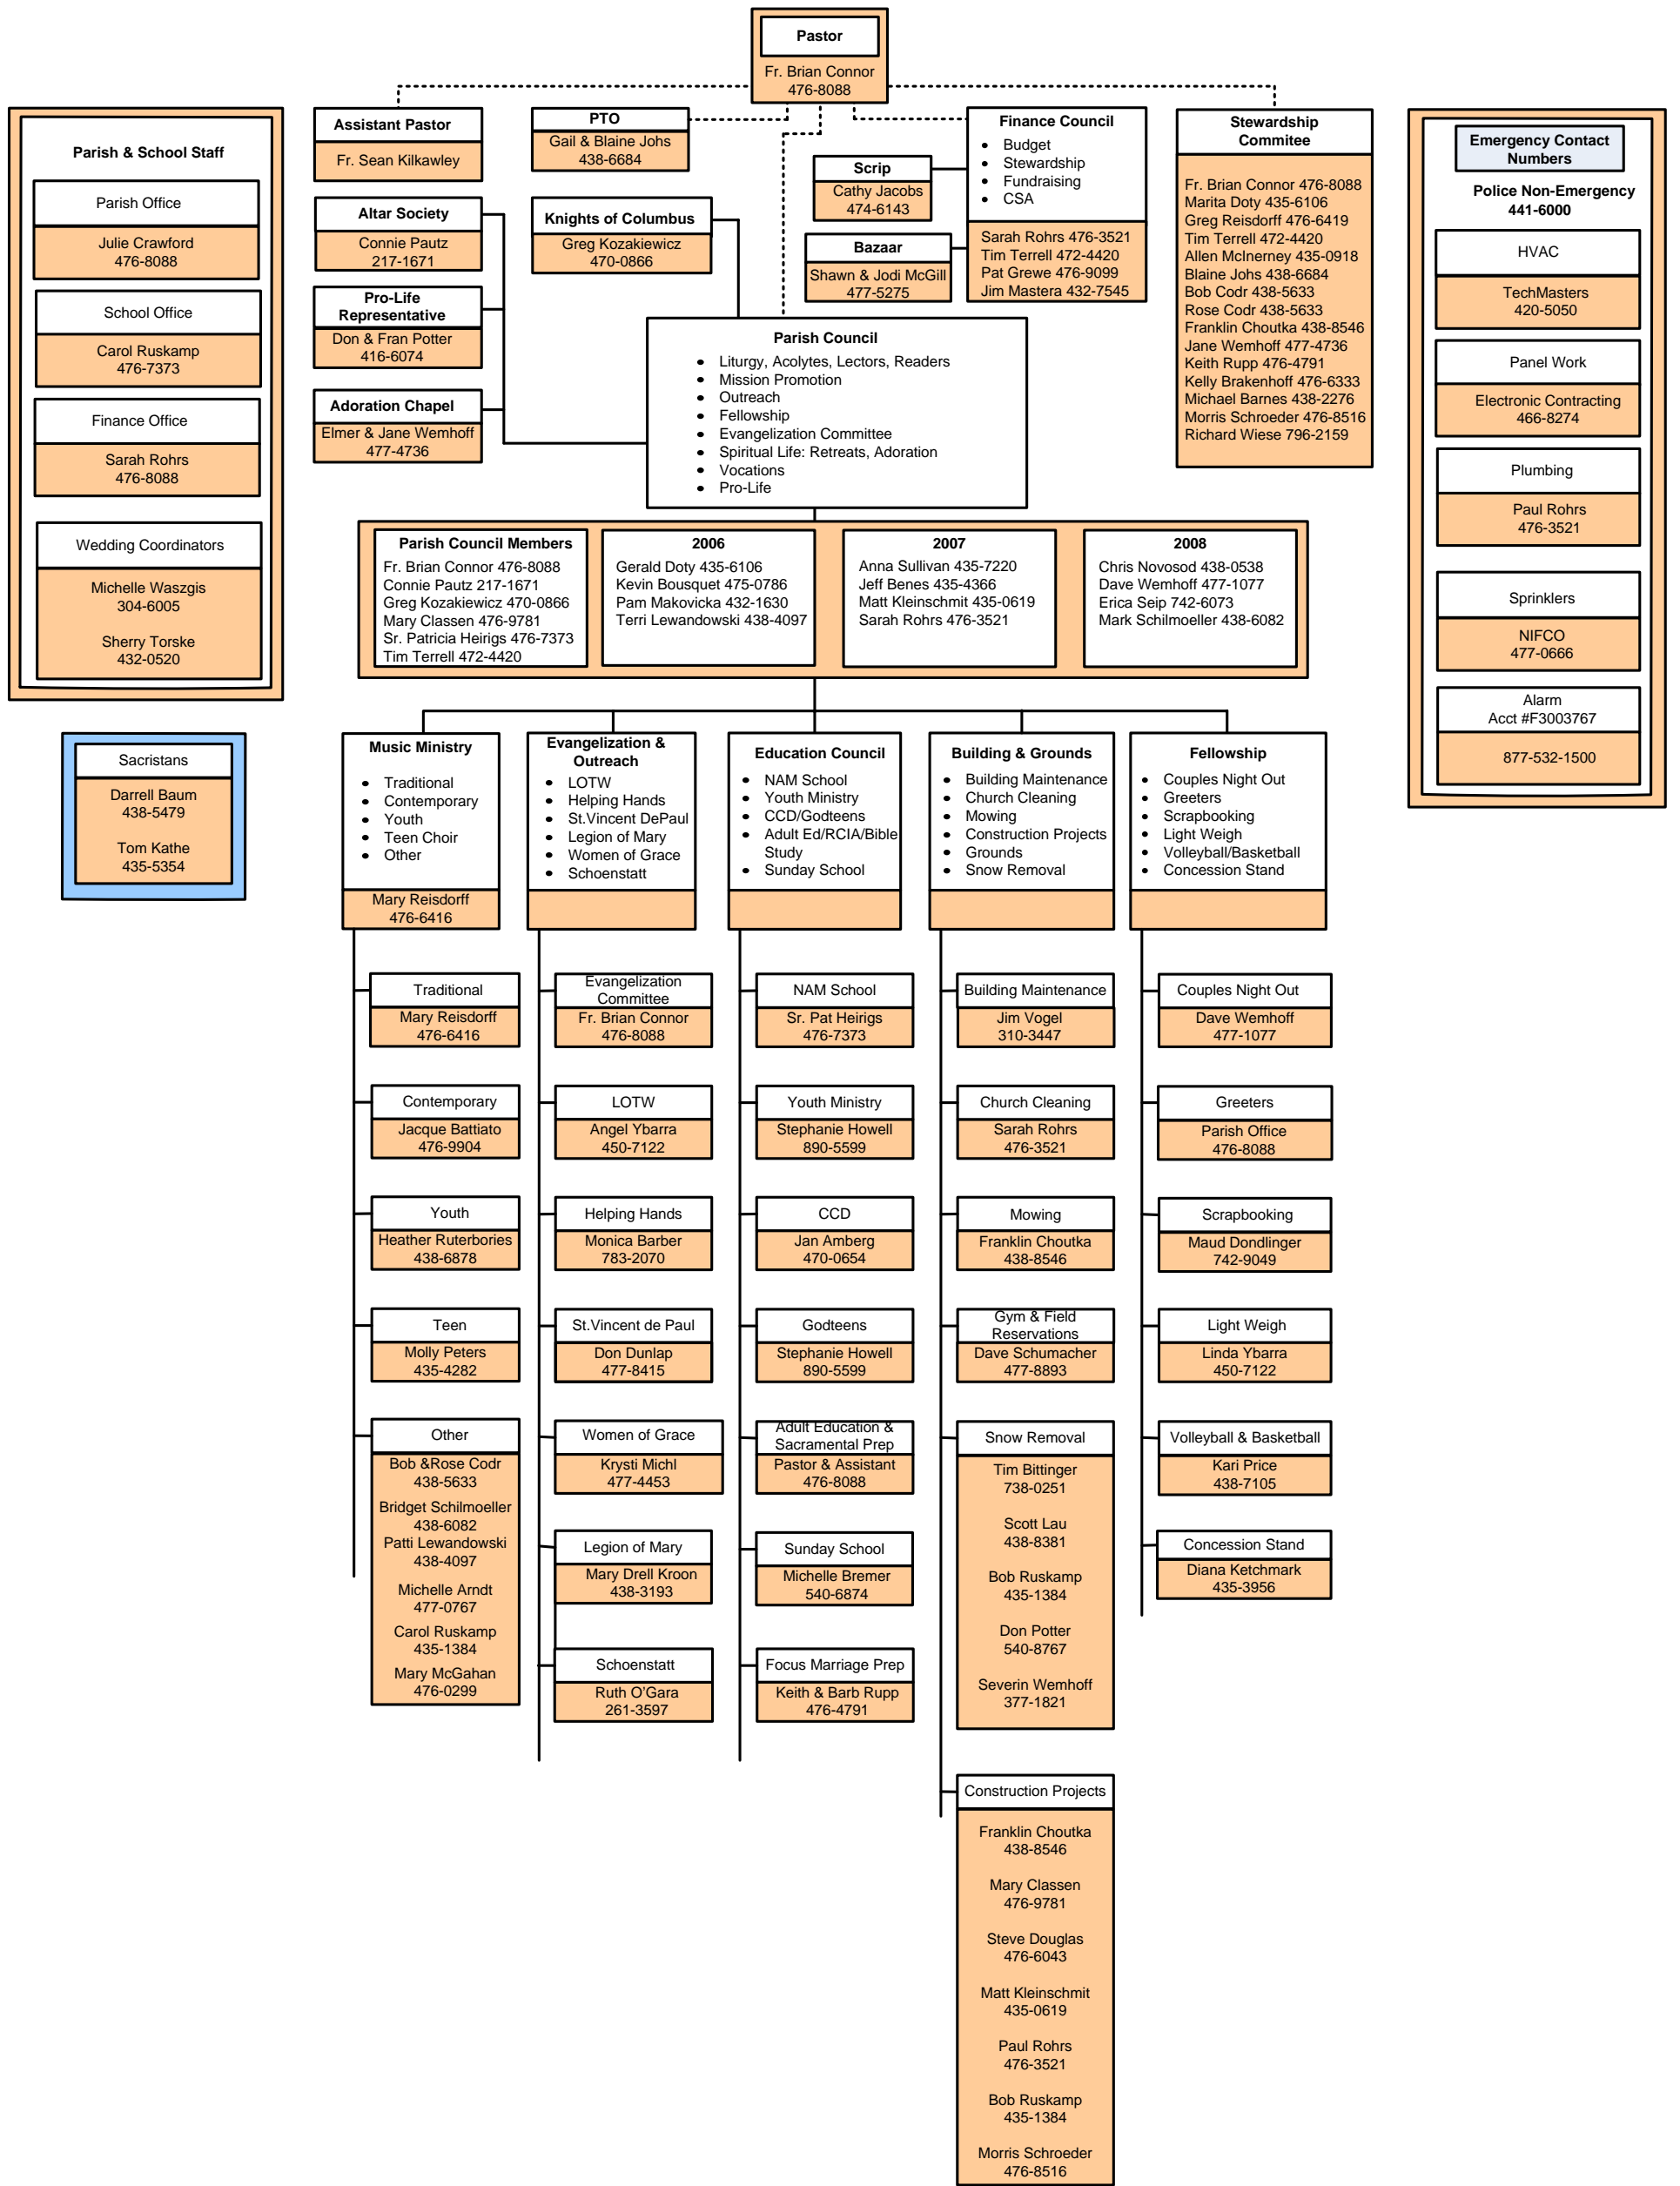 Pastor
Fr. Brian Connor
476-8088
Parish & School Staff
Parish Office
Julie Crawford
476-8088
School Office
Carol Ruskamp
476-7373
Finance Office
Sarah Rohrs
476-8088
Wedding Coordinators
Michelle Waszgis
304-6005
Sherry Torske
432-0520
Sacristans
Darrell Baum
438-5479
Tom Kathe
435-5354
Assistant Pastor
Fr. Sean Kilkawley
Altar Society
Connie Pautz
217-1671
Pro-Life
Representative
Don & Fran Potter
416-6074
Adoration Chapel
Elmer & Jane Wemhoff
477-4736
PTO
Gail & Blaine Johs
438-6684
Knights of Columbus
Greg Kozakiewicz
470-0866
Scrip
Cathy Jacobs
474-6143
Bazaar
Shawn & Jodi McGill
477-5275
Finance Council
• Budget
• Stewardship
• Fundraising
• CSA
Sarah Rohrs 476-3521
Tim Terrell 472-4420
Pat Grewe 476-9099
Jim Mastera 432-7545
Stewardship
Commitee
Fr. Brian Connor 476-8088
Marita Doty 435-6106
Greg Reisdorff 476-6419
Tim Terrell 472-4420
Allen McInerney 435-0918
Blaine Johs 438-6684
Bob Codr 438-5633
Rose Codr 438-5633
Franklin Choutka 438-8546
Jane Wemhoff 477-4736
Keith Rupp 476-4791
Kelly Brakenhoff 476-6333
Michael Barnes 438-2276
Morris Schroeder 476-8516
Richard Wiese 796-2159
Emergency Contact
Numbers
Police Non-Emergency
441-6000
HVAC
TechMasters
420-5050
Panel Work
Electronic Contracting
466-8274
Plumbing
Paul Rohrs
476-3521
Sprinklers
NIFCO
477-0666
Alarm
Acct #F3003767
877-532-1500
Parish Council
• Liturgy, Acolytes, Lectors, Readers
• Mission Promotion
• Outreach
• Fellowship
• Evangelization Committee
• Spiritual Life: Retreats, Adoration
• Vocations
• Pro-Life
Parish Council Members
Fr. Brian Connor 476-8088
Connie Pautz 217-1671
Greg Kozakiewicz 470-0866
Mary Classen 476-9781
Sr. Patricia Heirigs 476-7373
Tim Terrell 472-4420
2006
Gerald Doty 435-6106
Kevin Bousquet 475-0786
Pam Makovicka 432-1630
Terri Lewandowski 438-4097
2007
Anna Sullivan 435-7220
Jeff Benes 435-4366
Matt Kleinschmit 435-0619
Sarah Rohrs 476-3521
2008
Chris Novosod 438-0538
Dave Wemhoff 477-1077
Erica Seip 742-6073
Mark Schilmoeller 438-6082
Music Ministry
• Traditional
• Contemporary
• Youth
• Teen Choir
• Other
Mary Reisdorff
476-6416
Traditional
Mary Reisdorff
476-6416
Contemporary
Jacque Battiato
476-9904
Youth
Heather Ruterbories
438-6878
Teen
Molly Peters
435-4282
Other
Bob &Rose Codr
438-5633
Bridget Schilmoeller
438-6082
Patti Lewandowski
438-4097
Michelle Arndt
477-0767
Carol Ruskamp
435-1384
Mary McGahan
476-0299
Evangelization &
Outreach
• LOTW
• Helping Hands
• St.Vincent DePaul
• Legion of Mary
• Women of Grace
• Schoenstatt
Evangelization
Committee
Fr. Brian Connor
476-8088
LOTW
Angel Ybarra
450-7122
Helping Hands
Monica Barber
783-2070
St.Vincent de Paul
Don Dunlap
477-8415
Women of Grace
Krysti Michl
477-4453
Legion of Mary
Mary Drell Kroon
438-3193
Schoenstatt
Ruth O'Gara
261-3597
Education Council
• NAM School
• Youth Ministry
• CCD/Godteens
• Adult Ed/RCIA/Bible
Study
• Sunday School
NAM School
Sr. Pat Heirigs
476-7373
Youth Ministry
Stephanie Howell
890-5599
CCD
Jan Amberg
470-0654
Godteens
Stephanie Howell
890-5599
Adult Education &
Sacramental Prep
Pastor & Assistant
476-8088
Sunday School
Michelle Bremer
540-6874
Focus Marriage Prep
Keith & Barb Rupp
476-4791
Building & Grounds
• Building Maintenance
• Church Cleaning
• Mowing
• Construction Projects
• Grounds
• Snow Removal
Building Maintenance
Jim Vogel
310-3447
Church Cleaning
Sarah Rohrs
476-3521
Mowing
Franklin Choutka
438-8546
Gym & Field
Reservations
Dave Schumacher
477-8893
Snow Removal
Tim Bittinger
738-0251
Scott Lau
438-8381
Bob Ruskamp
435-1384
Don Potter
540-8767
Severin Wemhoff
377-1821
Construction Projects
Franklin Choutka
438-8546
Mary Classen
476-9781
Steve Douglas
476-6043
Matt Kleinschmit
435-0619
Paul Rohrs
476-3521
Bob Ruskamp
435-1384
Morris Schroeder
476-8516
Fellowship
• Couples Night Out
• Greeters
• Scrapbooking
• Light Weigh
• Volleyball/Basketball
• Concession Stand
Couples Night Out
Dave Wemhoff
477-1077
Greeters
Parish Office
476-8088
Scrapbooking
Maud Dondlinger
742-9049
Light Weigh
Linda Ybarra
450-7122
Volleyball & Basketball
Kari Price
438-7105
Concession Stand
Diana Ketchmark
435-3956